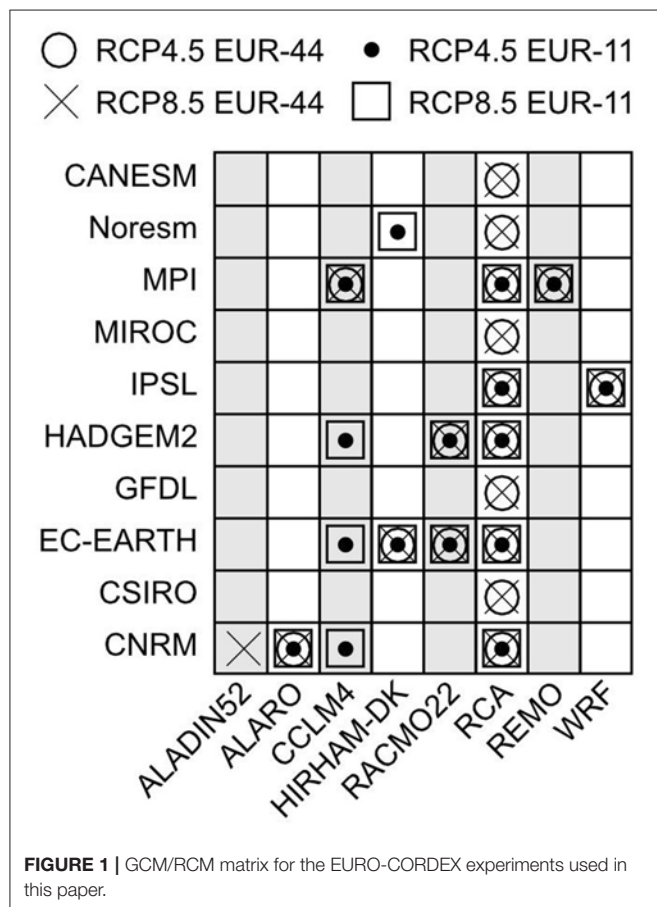 RCP4.5 EUR-44 RCP4.5 EUR-11
RCP8.5 EUR-44 RCP8.5 EUR-11
CANESM
Noresm
MPI
MIROC
IPSL
HADGEM2
GFDL
EC-EARTH
CSIRO
CNRM
ALADIN52
ALARO
CCLM4
HIRHAM-DK
RACMO22
RCA
REMO
WRF
FIGURE 1 | GCM/RCM matrix for the EURO-CORDEX experiments used in
this paper.